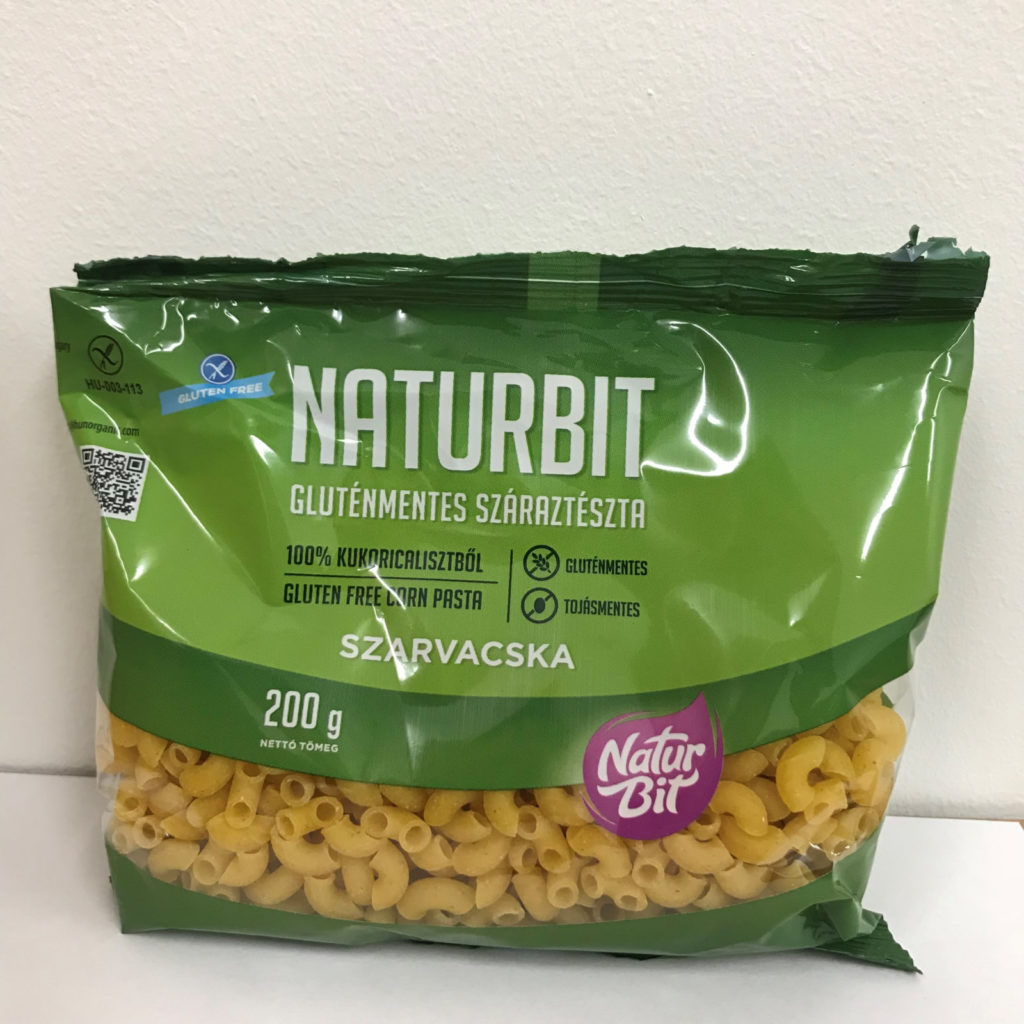 HU-003-113
GLUTEN FREE
NATURBIT
GLUTÉNMENTES SZÁRAZTÉSZTA
100% KUKORICALISZTBŐL
GLUTEN FREE CORN PASTA
GLUTÉNMENTES
TOJÁSMENTES
SZARVACSKA
200 g
NETTÓ TÖMEG
Natur
Bit